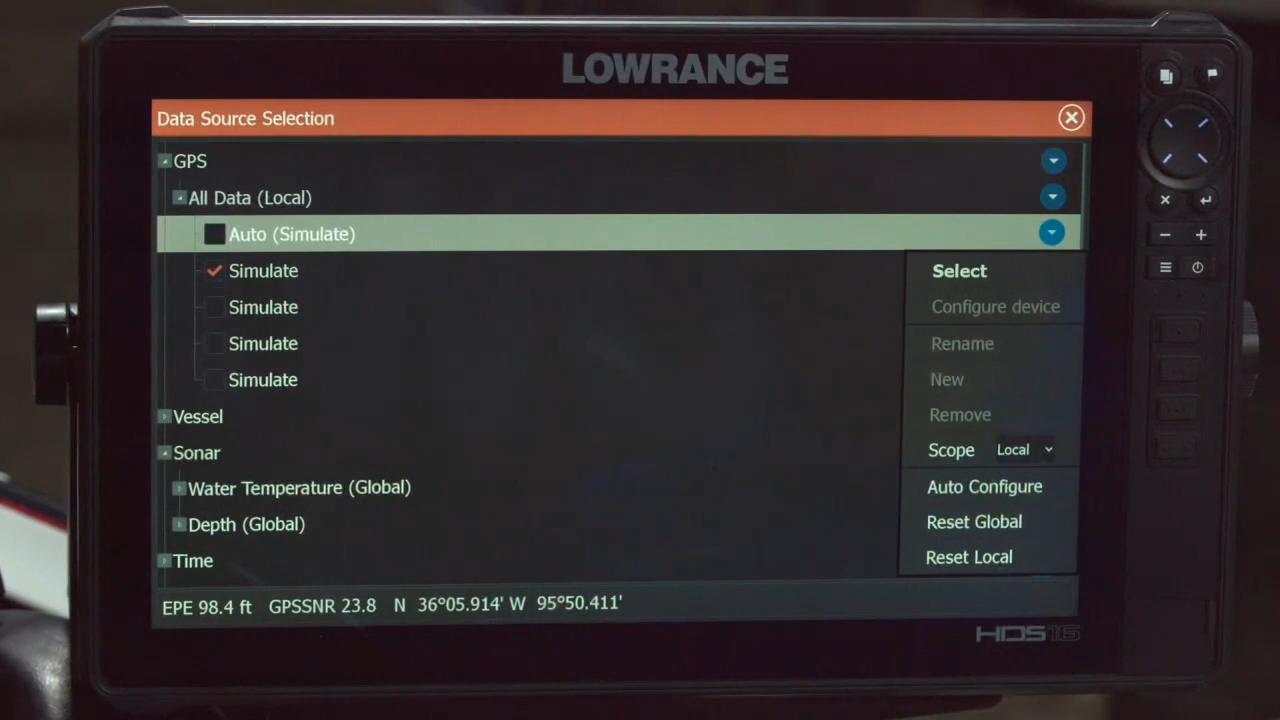 LOWRANCE
Data Source Selection
GPS
All Data (Local)
Auto (Simulate)
Simulate
Simulate
Simulate
Simulate
Vessel
Sonar
Water Temperature (Global)
Depth (Global)
Time
Select
Configure device
Rename
New
Remove
Scope Local
Auto Configure
Reset Global
Reset Local
EPE 98.4 ft GPSSNR 23.8 N 36°05.914' W 95°50.411'
HDS16